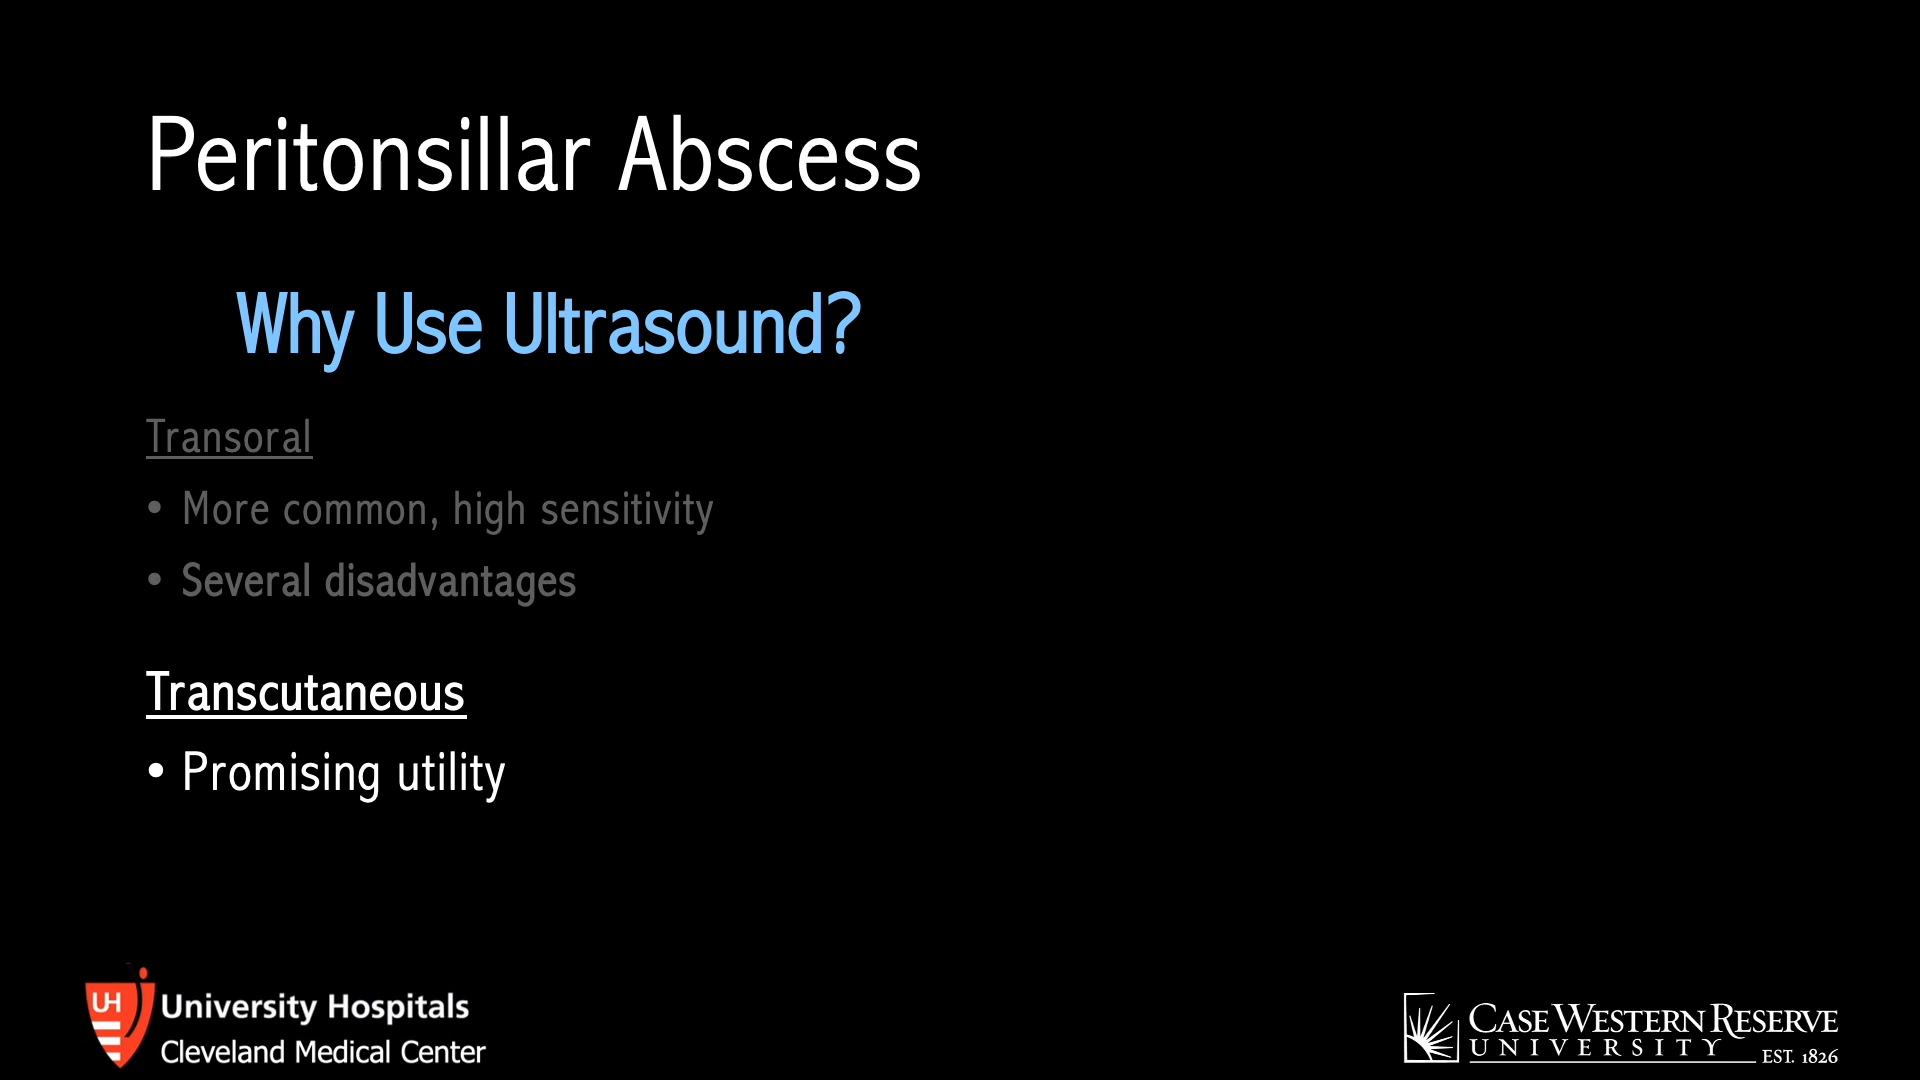 Peritonsillar Abscess
Why Use Ultrasound?
Transoral
• More common, high sensitivity
• Several disadvantages
Transcutaneous
• Promising utility
UH
University Hospitals
Cleveland Medical Center
CASE WESTERN RESERVE
UNIVERSITY
EST. 1826